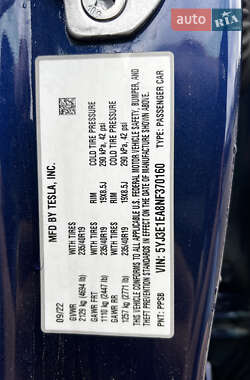 AUTO.RIA.com
MFD BY TESLA, INC. 09/22
GVWR 2129 kg (4694 lb)
GAWR FRT WITH TIRES RIM COLD TIRE PRESSURE
1110 kg (2447 lb) 235/40R19 19X8.5J 290 kPa, 42 psi
GAWR RR WITH TIRES RIM COLD TIRE PRESSURE
1257 kg (2771 lb) 235/40R19 19X8.5J 290 kPa, 42 psi
THIS VEHICLE CONFORMS TO ALL APPLICABLE FEDERAL MOTOR VEHICLE SAFETY, BUMPER, AND
THEFT PREVENTION STANDARDS IN EFFECT ON THE DATE OF MANUFACTURE SHOWN ABOVE.
VIN: 5YJ3E1EA8NF370160
PNT: PPSB TYPE: PASSENGER CAR